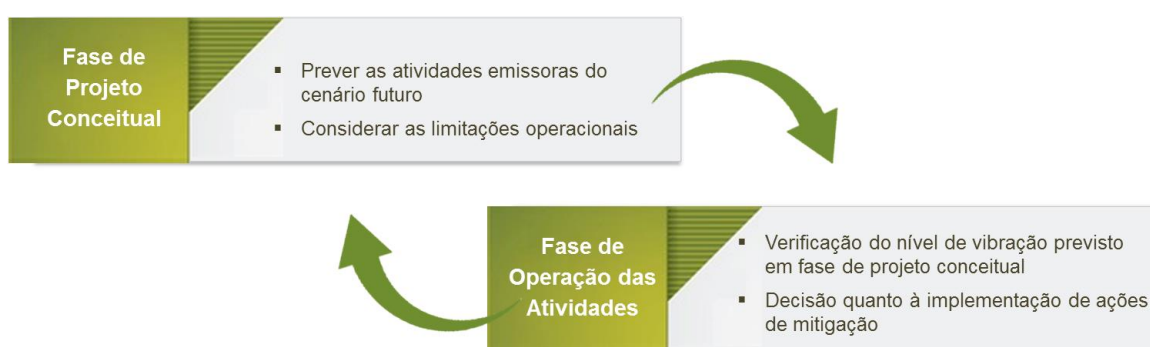 Fase de
Projeto
Conceitual
▪ Prever as atividades emissoras do
cenário futuro
▪ Considerar as limitações operacionais
Fase de
Operação das
Atividades
▪ Verificação do nível de vibração previsto
em fase de projeto conceitual
▪ Decisão quanto à implementação de ações
de mitigação